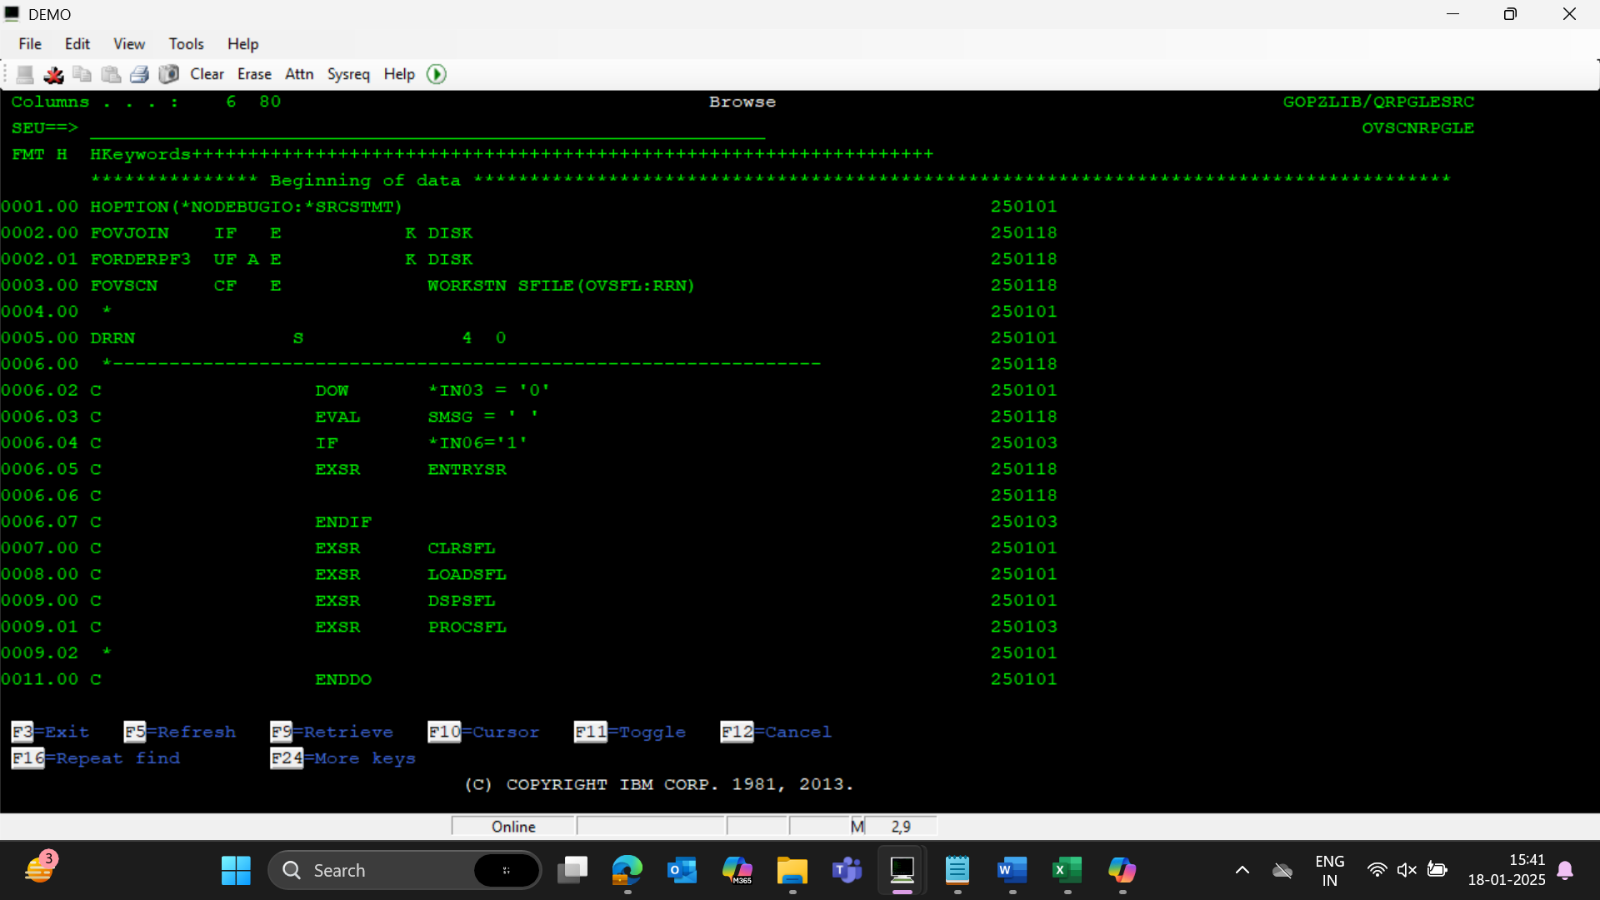 DEMO
File Edit View Tools Help
Clear Erase Attn Sysreq Help
Columns . . . : 6 80 Browse GOPZLIB/QRPGLESRC
SEU==> OVSCNRPGLE
FMT H HKeywords++++++++++++++++++++++++++++++++++++++++++++++++++++++++++++++++++
*************** Beginning of data ***************************************************************************************
0001.00 HOPTION(*NODEBUGIO:*SRCSTMT) 250101
0002.00 FOVJOIN IF E K DISK 250118
0002.01 FORDERPF3 UF A E K DISK 250118
0003.00 FOVSCN CF E WORKSTN SFILE(OVSFL:RRN) 250118
0004.00 * 250101
0005.00 DRRN S 4 0 250101
0006.00 *--------------------------------------------------------------- 250118
0006.02 C DOW *IN03 = '0' 250101
0006.03 C EVAL SMSG = ' ' 250118
0006.04 C IF *IN06='1' 250103
0006.05 C EXSR ENTRYSR 250118
0006.06 C 250118
0006.07 C ENDIF 250103
0007.00 C EXSR CLRSFL 250101
0008.00 C EXSR LOADSFL 250101
0009.00 C EXSR DSPSFL 250101
0009.01 C EXSR PROCSFL 250103
0009.02 * 250101
0011.00 C ENDDO 250101
F3=Exit F5=Refresh F9=Retrieve F10=Cursor F11=Toggle F12=Cancel
F16=Repeat find F24=More keys
(C) COPYRIGHT IBM CORP. 1981, 2013.
Online M 2,9
3 Search M365 ENG 15:41
IN 18-01-2025